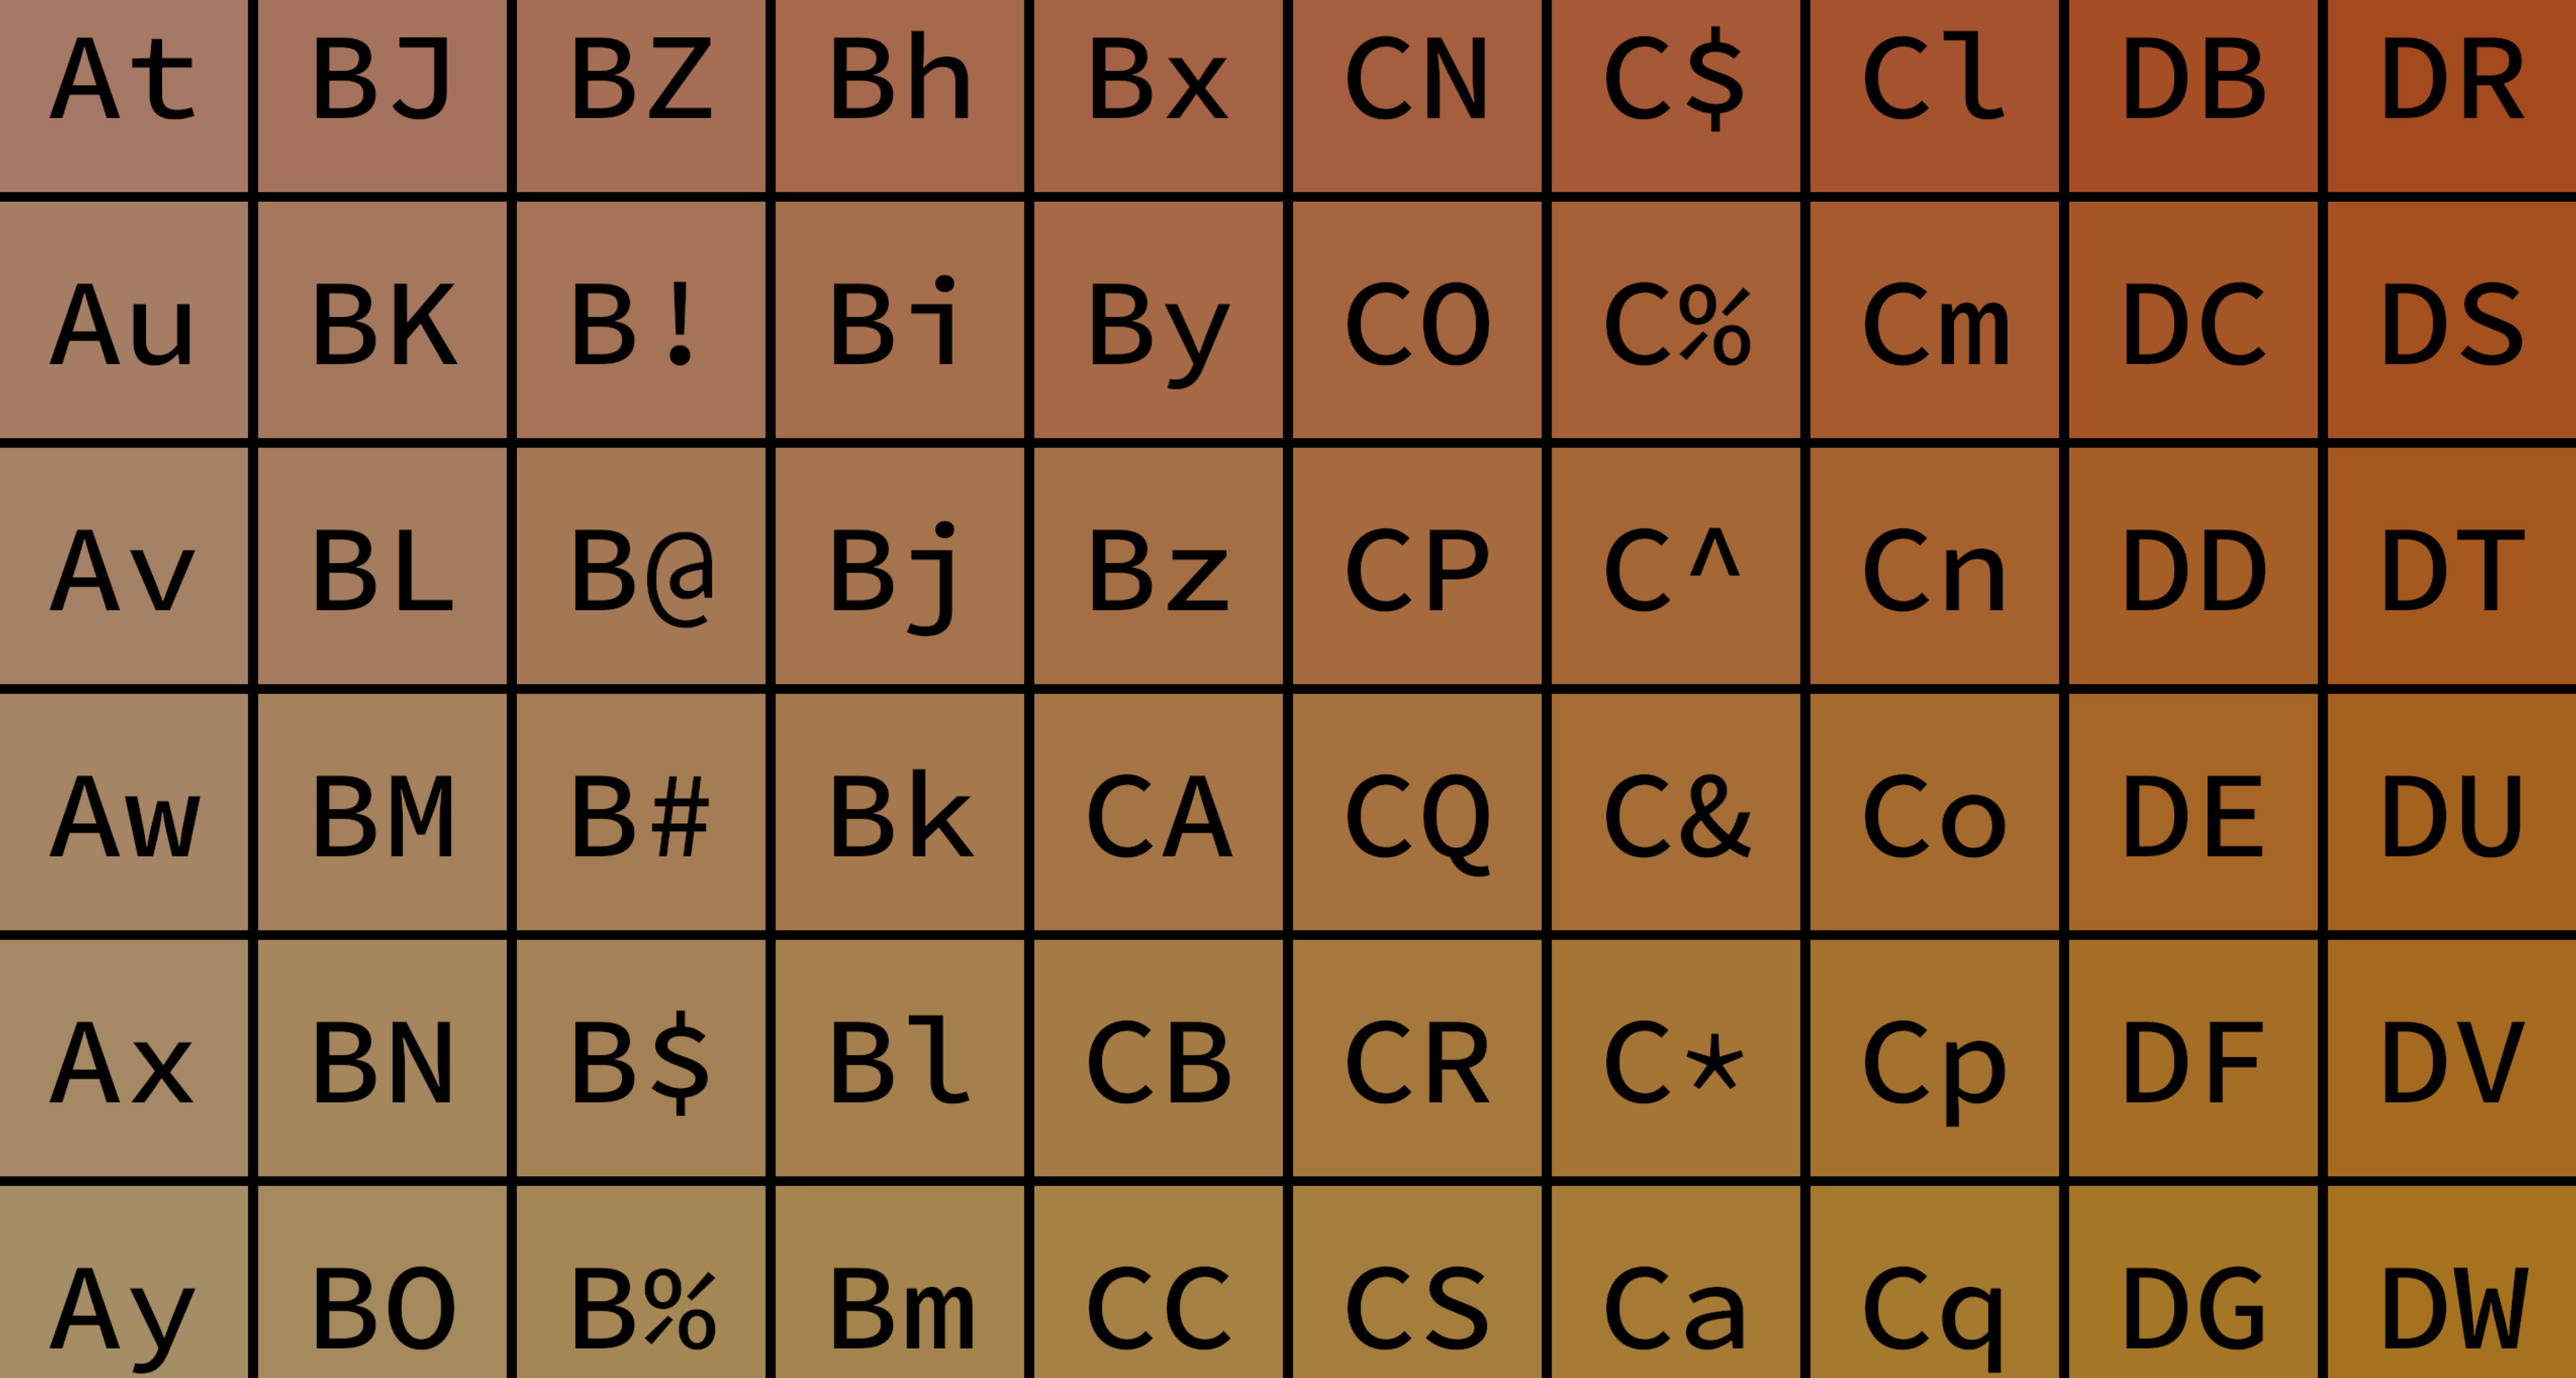 At BJ BZ Bh Bx CN C$ Cl DB DR
Au BK B! Bi By CO C% Cm DC DS
Av BL B@ Bj Bz CP C^ Cn DD DT
Aw BM B# Bk CA CQ C& Co DE DU
Ax BN B$ Bl CB CR C* Cp DF DV
Ay BO B% Bm CC CS Ca Cq DG DW